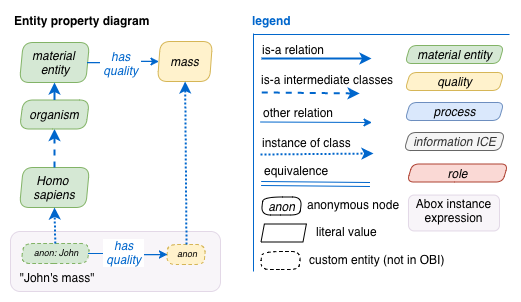 Entity property diagram
material
entity
has
quality
mass
organism
Homo
sapiens
anon: John
has
quality
anon
"John's mass"
legend
is-a relation
material entity
is-a intermediate classes
quality
other relation
process
instance of class
information ICE
equivalence
role
anon
anonymous node
Abox instance
expression
literal value
custom entity (not in OBI)